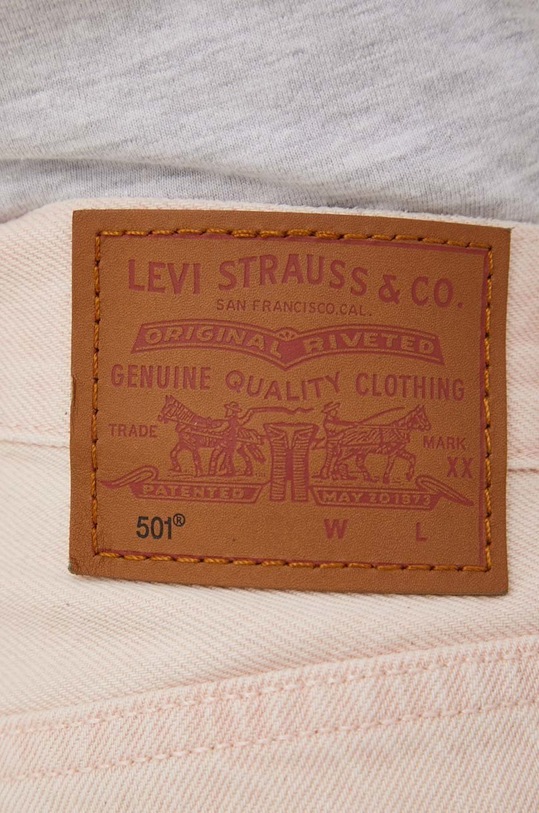 LEVI STRAUSS & CO.
SAN FRANCISCO, CAL.
ORIGINAL RIVETED
GENUINE QUALITY CLOTHING
TRADE MARK
XX
PATENTED MAY 20 1873
501® W L